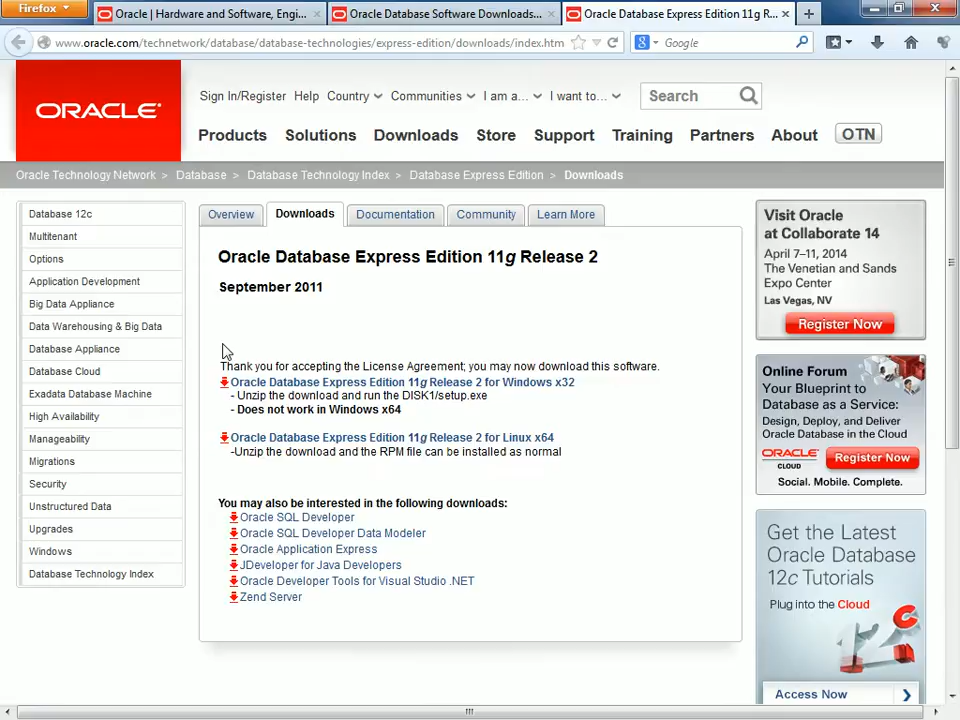 Firefox
Oracle | Hardware and Software, Engi...
Oracle Database Software Downloads...
Oracle Database Express Edition 11g R...
www.oracle.com/technetwork/database/database-technologies/express-edition/downloads/index.htm
Google
ORACLE
Sign In/Register Help Country Communities I am a... I want to... Search
Products Solutions Downloads Store Support Training Partners About OTN
Oracle Technology Network > Database > Database Technology Index > Database Express Edition > Downloads
Database 12c
Multitenant
Options
Application Development
Big Data Appliance
Data Warehousing & Big Data
Database Appliance
Database Cloud
Exadata Database Machine
High Availability
Manageability
Migrations
Security
Unstructured Data
Upgrades
Windows
Database Technology Index
Overview Downloads Documentation Community Learn More
Oracle Database Express Edition 11g Release 2
September 2011
Thank you for accepting the License Agreement; you may now download this software.
Oracle Database Express Edition 11g Release 2 for Windows x32
- Unzip the download and run the DISK1/setup.exe
- Does not work in Windows x64
Oracle Database Express Edition 11g Release 2 for Linux x64
-Unzip the download and the RPM file can be installed as normal
You may also be interested in the following downloads:
Oracle SQL Developer
Oracle SQL Developer Data Modeler
Oracle Application Express
JDeveloper for Java Developers
Oracle Developer Tools for Visual Studio .NET
Zend Server
Visit Oracle
at Collaborate 14
April 7–11, 2014
The Venetian and Sands
Expo Center
Las Vegas, NV
Register Now
Online Forum
Your Blueprint to
Database as a Service:
Design, Deploy, and Deliver
Oracle Database in the Cloud
ORACLE
CLOUD
Register Now
Social. Mobile. Complete.
Get the Latest
Oracle Database
12c Tutorials
Plug into the Cloud
12c
Access Now